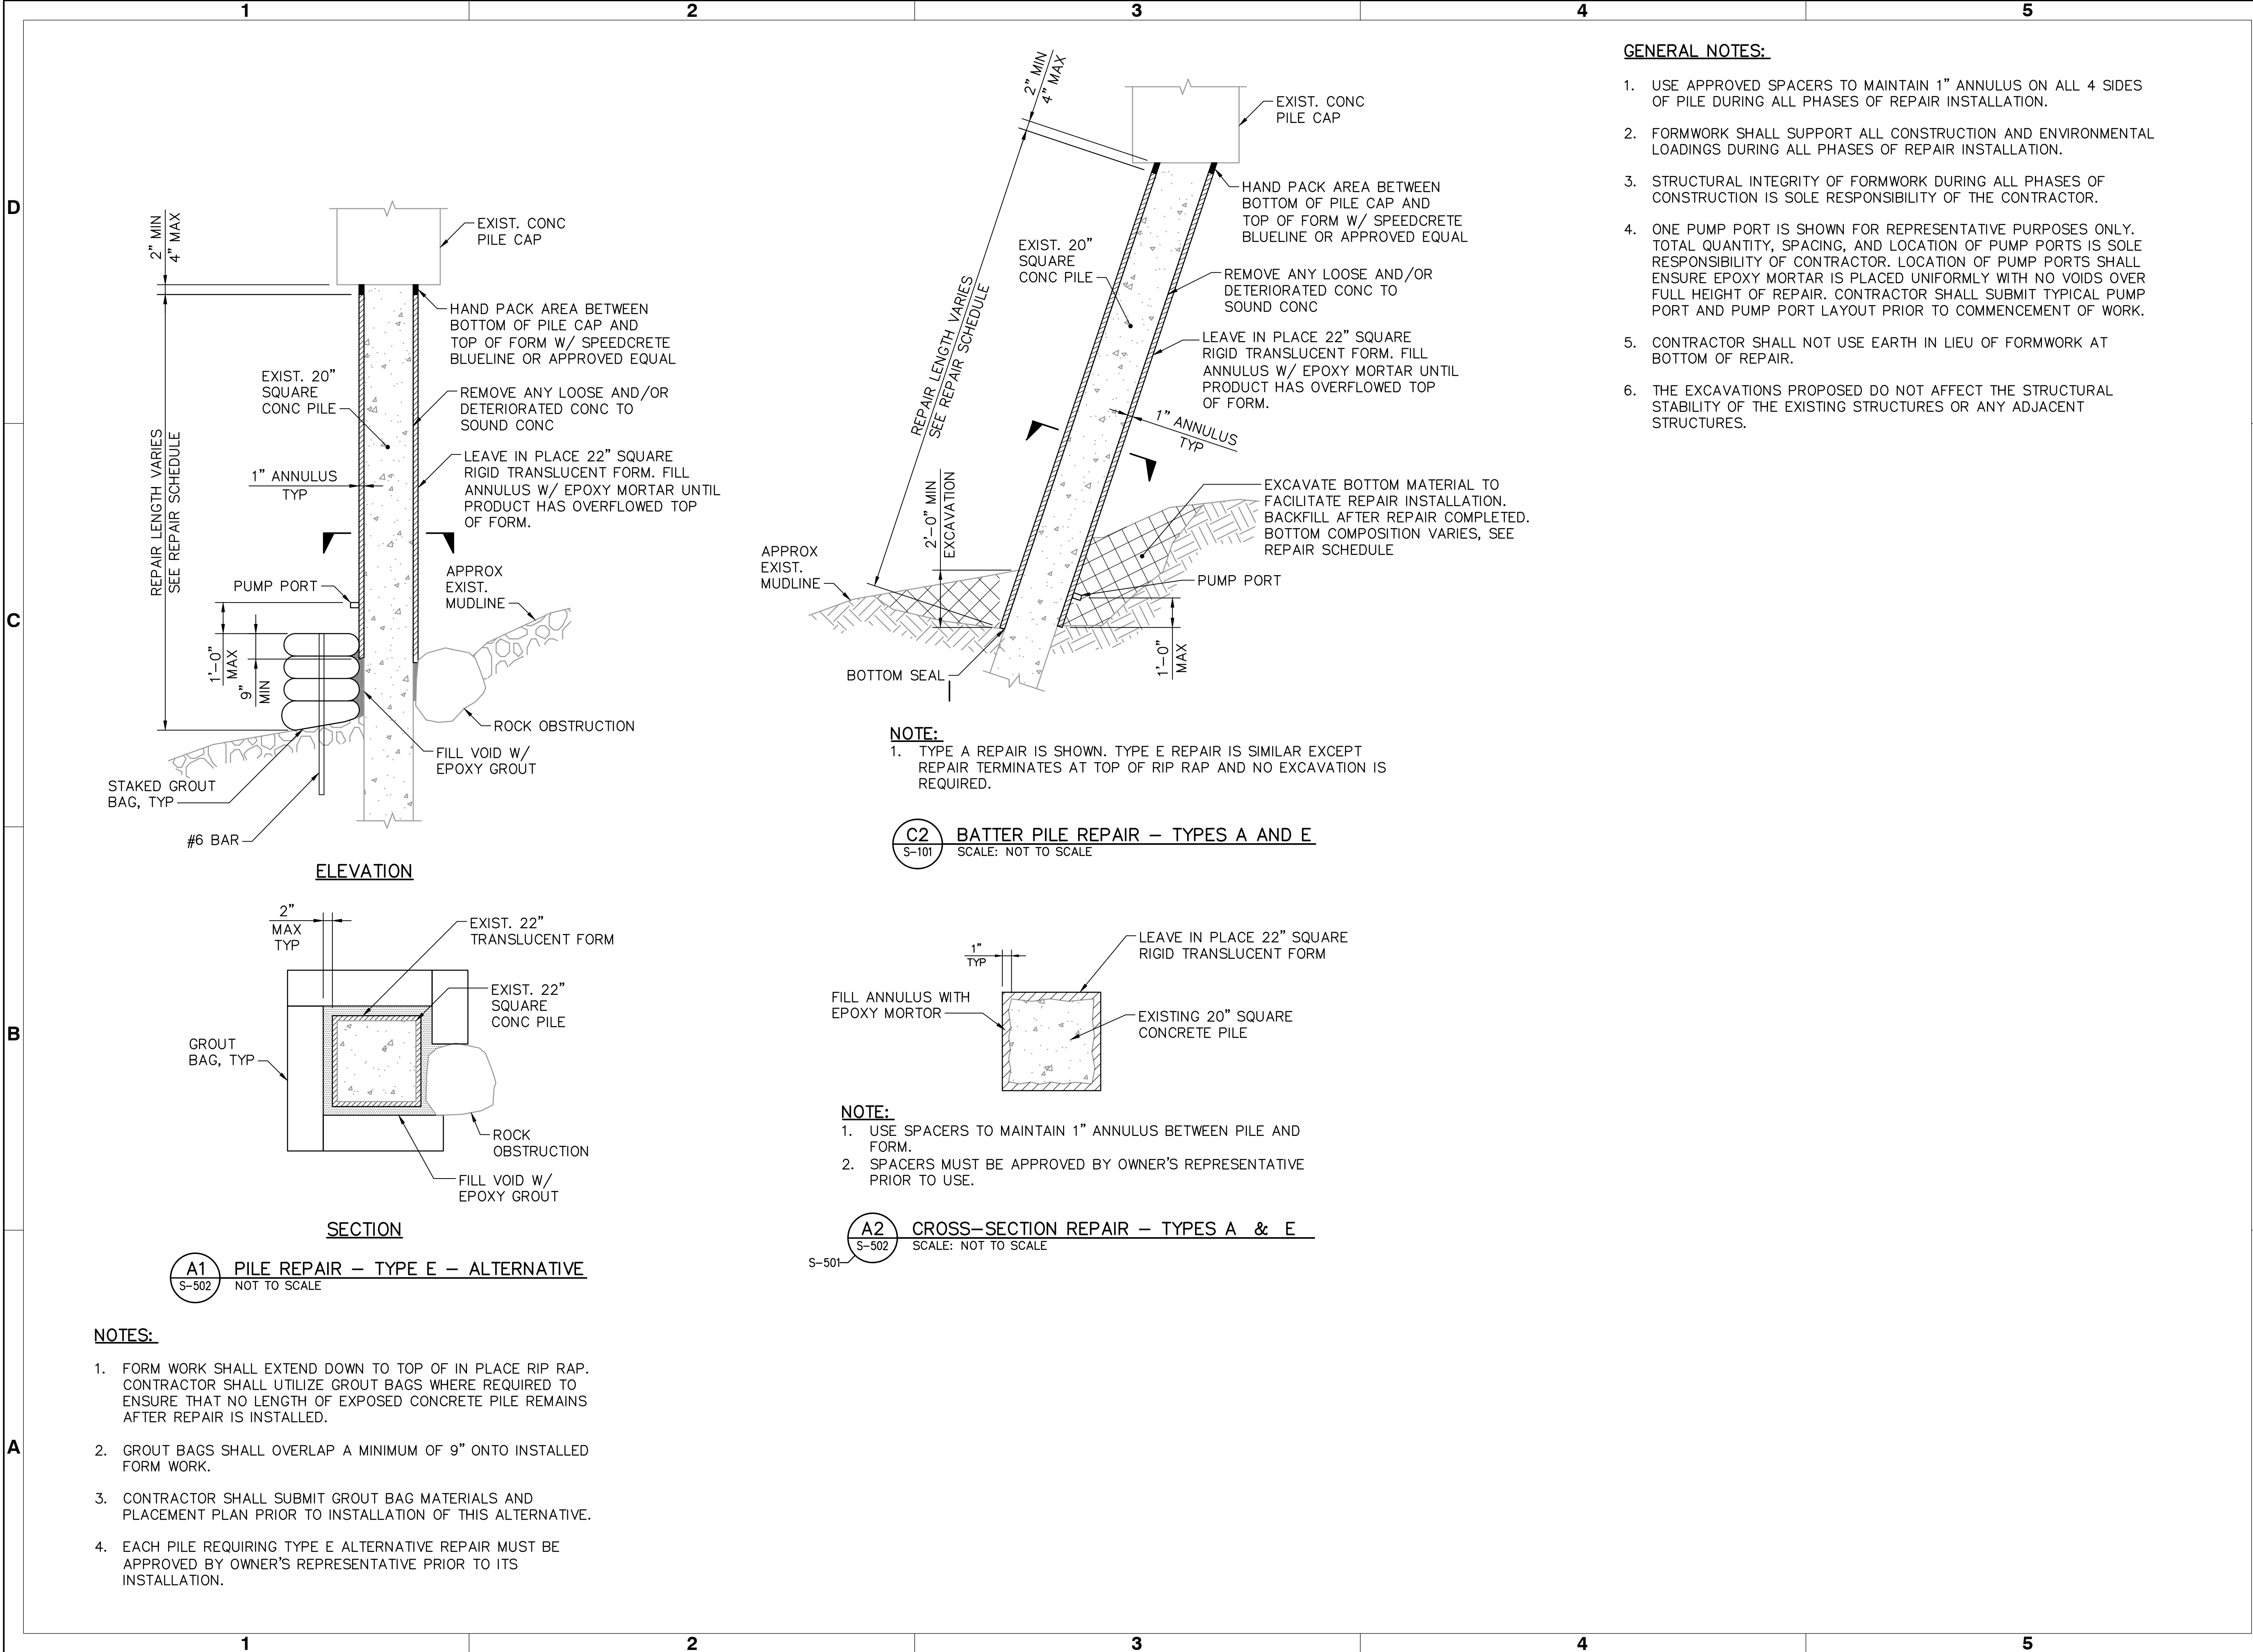 1
2
3
4
5
D
C
B
A
2" MIN
4" MAX
EXIST. CONC
PILE CAP
HAND PACK AREA BETWEEN
BOTTOM OF PILE CAP AND
TOP OF FORM W/ SPEEDCRETE
BLUELINE OR APPROVED EQUAL
EXIST. 20"
SQUARE
CONC PILE
REMOVE ANY LOOSE AND/OR
DETERIORATED CONC TO
SOUND CONC
REPAIR LENGTH VARIES
SEE REPAIR SCHEDULE
LEAVE IN PLACE 22" SQUARE
RIGID TRANSLUCENT FORM. FILL
ANNULUS W/ EPOXY MORTAR UNTIL
PRODUCT HAS OVERFLOWED TOP
OF FORM.
1" ANNULUS
TYP
PUMP PORT
APPROX
EXIST.
MUDLINE
1'-0"
MAX
9"
MIN
ROCK OBSTRUCTION
FILL VOID W/
EPOXY GROUT
STAKED GROUT
BAG, TYP
#6 BAR
ELEVATION
2"
MAX
TYP
EXIST. 22"
TRANSLUCENT FORM
EXIST. 22"
SQUARE
CONC PILE
GROUT
BAG, TYP
ROCK
OBSTRUCTION
FILL VOID W/
EPOXY GROUT
SECTION
A1
S-502
PILE REPAIR – TYPE E – ALTERNATIVE
NOT TO SCALE
NOTES:
1. FORM WORK SHALL EXTEND DOWN TO TOP OF IN PLACE RIP RAP.
CONTRACTOR SHALL UTILIZE GROUT BAGS WHERE REQUIRED TO
ENSURE THAT NO LENGTH OF EXPOSED CONCRETE PILE REMAINS
AFTER REPAIR IS INSTALLED.
2. GROUT BAGS SHALL OVERLAP A MINIMUM OF 9" ONTO INSTALLED
FORM WORK.
3. CONTRACTOR SHALL SUBMIT GROUT BAG MATERIALS AND
PLACEMENT PLAN PRIOR TO INSTALLATION OF THIS ALTERNATIVE.
4. EACH PILE REQUIRING TYPE E ALTERNATIVE REPAIR MUST BE
APPROVED BY OWNER'S REPRESENTATIVE PRIOR TO ITS
INSTALLATION.
2" MIN
4" MAX
EXIST. CONC
PILE CAP
HAND PACK AREA BETWEEN
BOTTOM OF PILE CAP AND
TOP OF FORM W/ SPEEDCRETE
BLUELINE OR APPROVED EQUAL
EXIST. 20"
SQUARE
CONC PILE
REMOVE ANY LOOSE AND/OR
DETERIORATED CONC TO
SOUND CONC
REPAIR LENGTH VARIES
SEE REPAIR SCHEDULE
LEAVE IN PLACE 22" SQUARE
RIGID TRANSLUCENT FORM. FILL
ANNULUS W/ EPOXY MORTAR UNTIL
PRODUCT HAS OVERFLOWED TOP
OF FORM.
1" ANNULUS
TYP
2'-0" MIN
EXCAVATION
EXCAVATE BOTTOM MATERIAL TO
FACILITATE REPAIR INSTALLATION.
BACKFILL AFTER REPAIR COMPLETED.
BOTTOM COMPOSITION VARIES, SEE
REPAIR SCHEDULE
APPROX
EXIST.
MUDLINE
PUMP PORT
1'-0"
MAX
BOTTOM SEAL
NOTE:
1. TYPE A REPAIR IS SHOWN. TYPE E REPAIR IS SIMILAR EXCEPT
REPAIR TERMINATES AT TOP OF RIP RAP AND NO EXCAVATION IS
REQUIRED.
C2
S-101
BATTER PILE REPAIR – TYPES A AND E
SCALE: NOT TO SCALE
1"
TYP
LEAVE IN PLACE 22" SQUARE
RIGID TRANSLUCENT FORM
FILL ANNULUS WITH
EPOXY MORTOR
EXISTING 20" SQUARE
CONCRETE PILE
NOTE:
1. USE SPACERS TO MAINTAIN 1" ANNULUS BETWEEN PILE AND
FORM.
2. SPACERS MUST BE APPROVED BY OWNER'S REPRESENTATIVE
PRIOR TO USE.
A2
S-502
S-501
CROSS-SECTION REPAIR – TYPES A & E
SCALE: NOT TO SCALE
GENERAL NOTES:
1. USE APPROVED SPACERS TO MAINTAIN 1" ANNULUS ON ALL 4 SIDES
OF PILE DURING ALL PHASES OF REPAIR INSTALLATION.
2. FORMWORK SHALL SUPPORT ALL CONSTRUCTION AND ENVIRONMENTAL
LOADINGS DURING ALL PHASES OF REPAIR INSTALLATION.
3. STRUCTURAL INTEGRITY OF FORMWORK DURING ALL PHASES OF
CONSTRUCTION IS SOLE RESPONSIBILITY OF THE CONTRACTOR.
4. ONE PUMP PORT IS SHOWN FOR REPRESENTATIVE PURPOSES ONLY.
TOTAL QUANTITY, SPACING, AND LOCATION OF PUMP PORTS IS SOLE
RESPONSIBILITY OF CONTRACTOR. LOCATION OF PUMP PORTS SHALL
ENSURE EPOXY MORTAR IS PLACED UNIFORMLY WITH NO VOIDS OVER
FULL HEIGHT OF REPAIR. CONTRACTOR SHALL SUBMIT TYPICAL PUMP
PORT AND PUMP PORT LAYOUT PRIOR TO COMMENCEMENT OF WORK.
5. CONTRACTOR SHALL NOT USE EARTH IN LIEU OF FORMWORK AT
BOTTOM OF REPAIR.
6. THE EXCAVATIONS PROPOSED DO NOT AFFECT THE STRUCTURAL
STABILITY OF THE EXISTING STRUCTURES OR ANY ADJACENT
STRUCTURES.
1
2
3
4
5